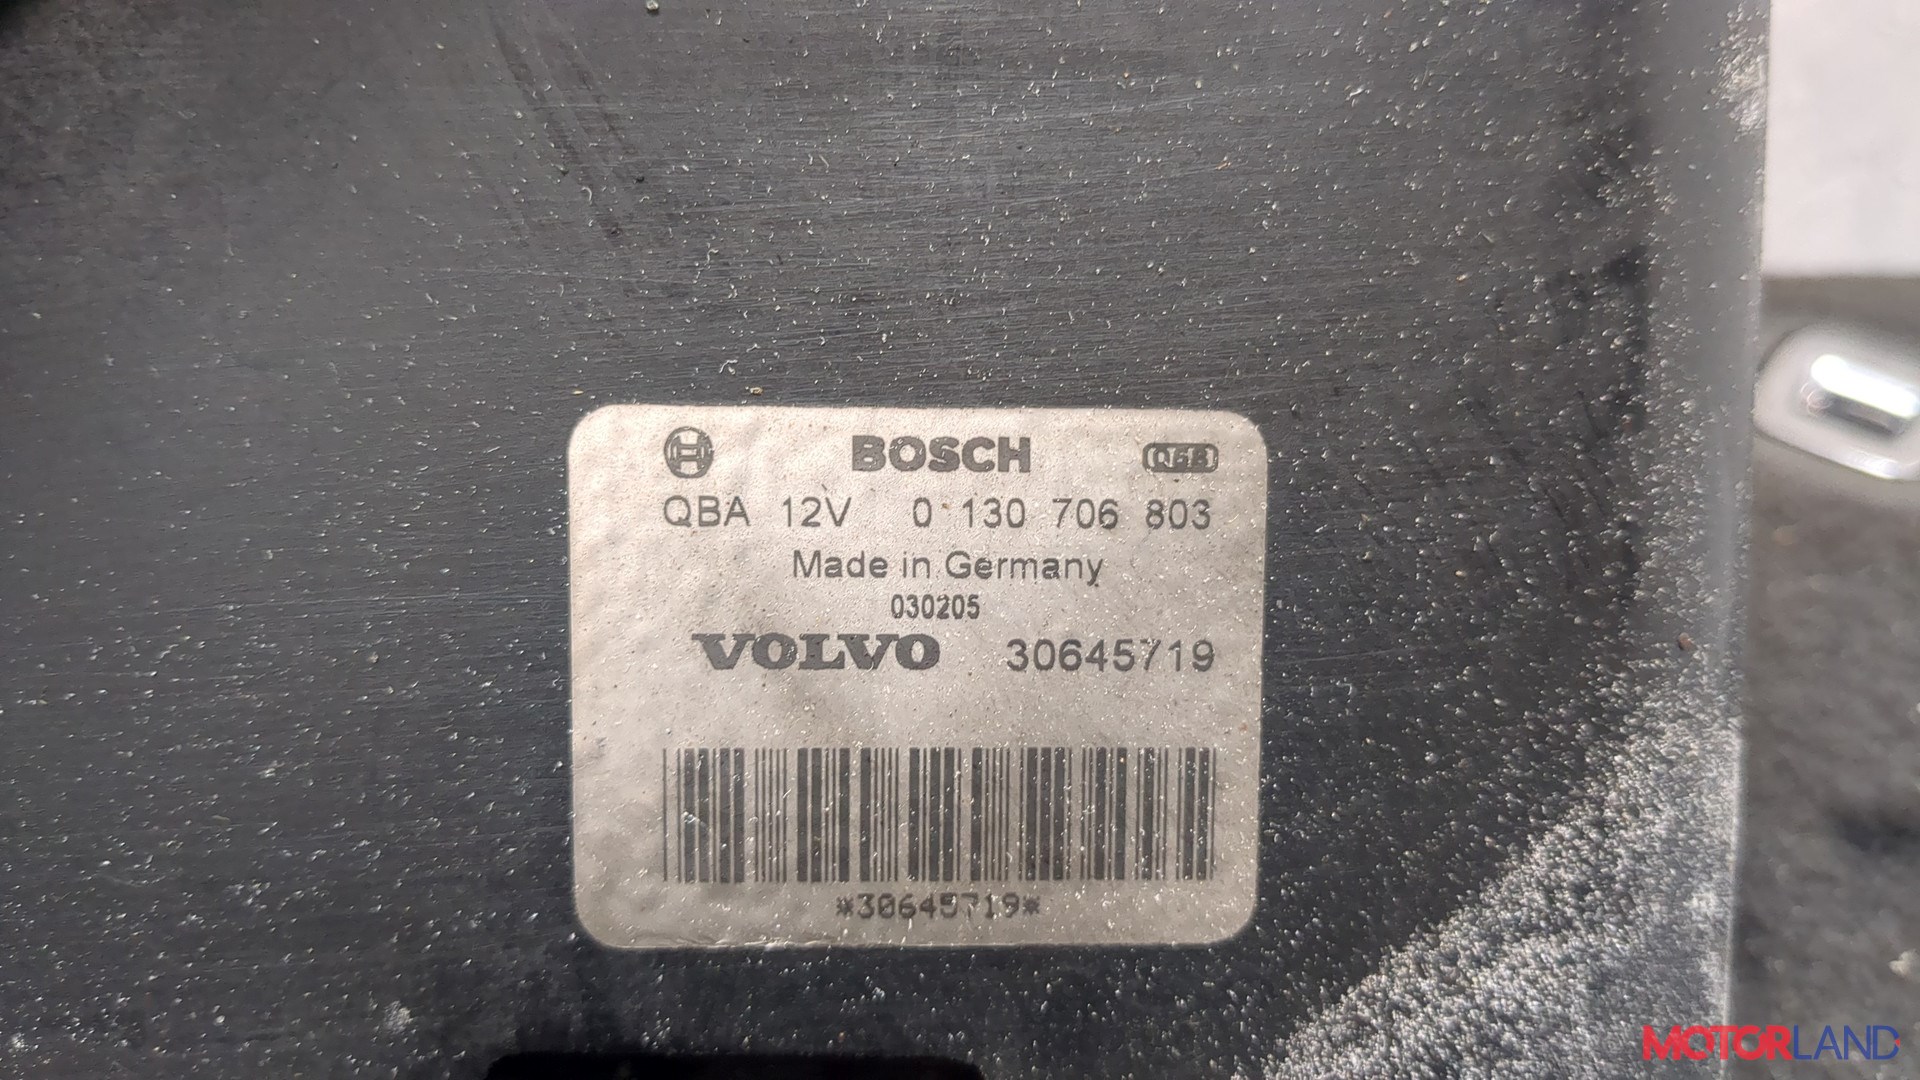 BOSCH
QBA 12V 0 130 706 803
Made in Germany
030205
VOLVO 30645719
*30645719*
MOTORLAND